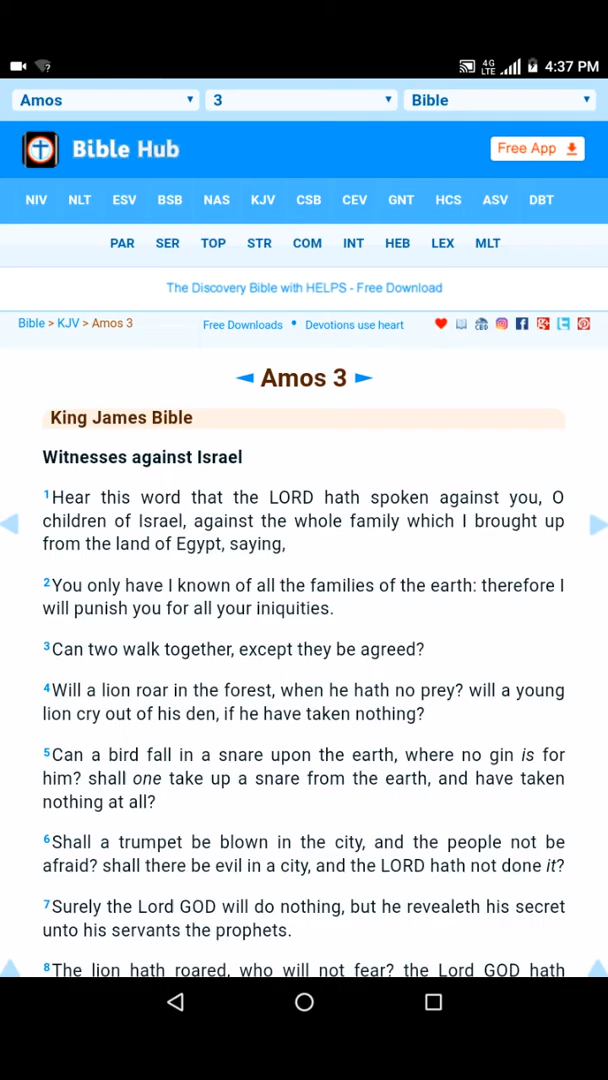 4G LTE 4:37 PM
Amos 3 Bible
Bible Hub Free App
NIV NLT ESV BSB NAS KJV CSB CEV GNT HCS ASV DBT
PAR SER TOP STR COM INT HEB LEX MLT
The Discovery Bible with HELPS - Free Download
Bible > KJV > Amos 3 Free Downloads • Devotions use heart
◄ Amos 3 ►
King James Bible
Witnesses against Israel
1Hear this word that the LORD hath spoken against you, O
children of Israel, against the whole family which I brought up
from the land of Egypt, saying,
2You only have I known of all the families of the earth: therefore I
will punish you for all your iniquities.
3Can two walk together, except they be agreed?
4Will a lion roar in the forest, when he hath no prey? will a young
lion cry out of his den, if he have taken nothing?
5Can a bird fall in a snare upon the earth, where no gin is for
him? shall one take up a snare from the earth, and have taken
nothing at all?
6Shall a trumpet be blown in the city, and the people not be
afraid? shall there be evil in a city, and the LORD hath not done it?
7Surely the Lord GOD will do nothing, but he revealeth his secret
unto his servants the prophets.
8The lion hath roared, who will not fear? the Lord GOD hath